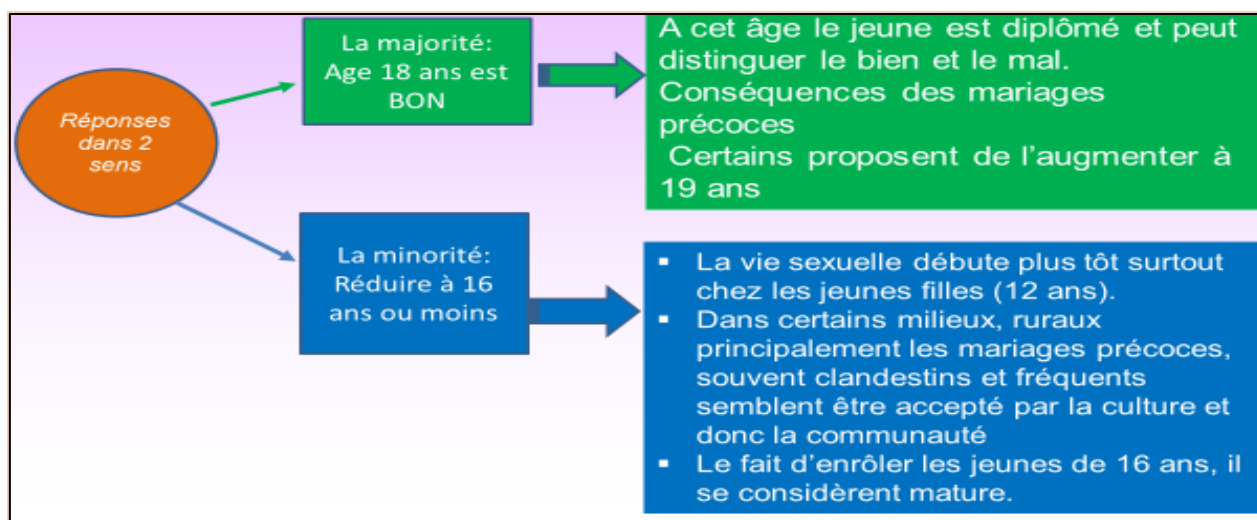 Réponses
dans 2
sens
La majorité:
Age 18 ans est
BON
A cet âge le jeune est diplômé et peut
distinguer le bien et le mal.
Conséquences des mariages
précoces
Certains proposent de l'augmenter à
19 ans
La minorité:
Réduire à 16
ans ou moins
▪ La vie sexuelle débute plus tôt surtout
chez les jeunes filles (12 ans).
▪ Dans certains milieux, ruraux
principalement les mariages précoces,
souvent clandestins et fréquents
semblent être accepté par la culture et
donc la communauté
▪ Le fait d'enrôler les jeunes de 16 ans, il
se considèrent mature.